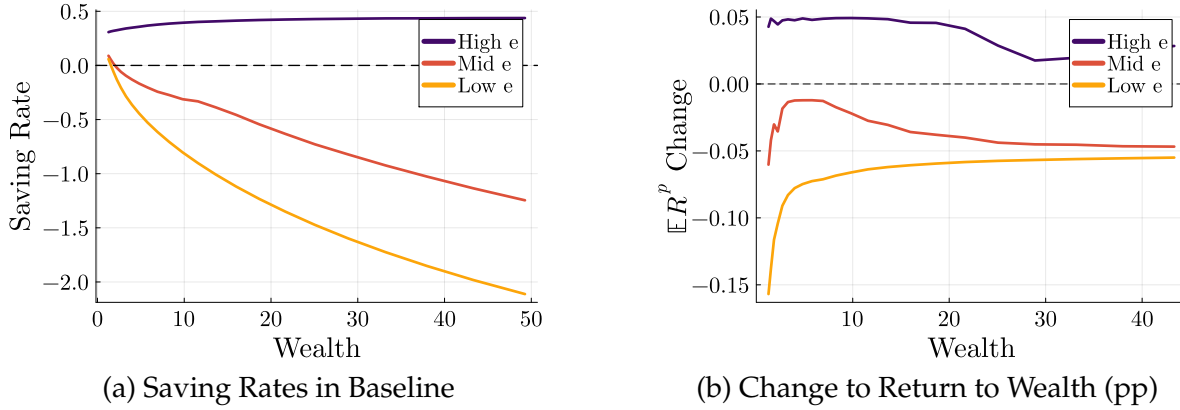 0.5
0.0
−0.5
−1.0
−1.5
−2.0
Saving Rate
High e
Mid e
Low e
0 10 20 30 40 50
Wealth
(a) Saving Rates in Baseline
0.05
0.00
−0.05
−0.10
−0.15
𝔼R^p Change
High e
Mid e
Low e
10 20 30 40
Wealth
(b) Change to Return to Wealth (pp)